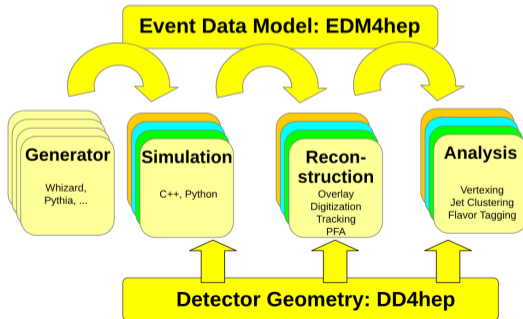 Event Data Model: EDM4hep
Generator
Whizard,
Pythia, ...
Simulation
C++, Python
Recon-
struction
Overlay
Digitization
Tracking
PFA
Analysis
Vertexing
Jet Clustering
Flavor Tagging
Detector Geometry: DD4hep